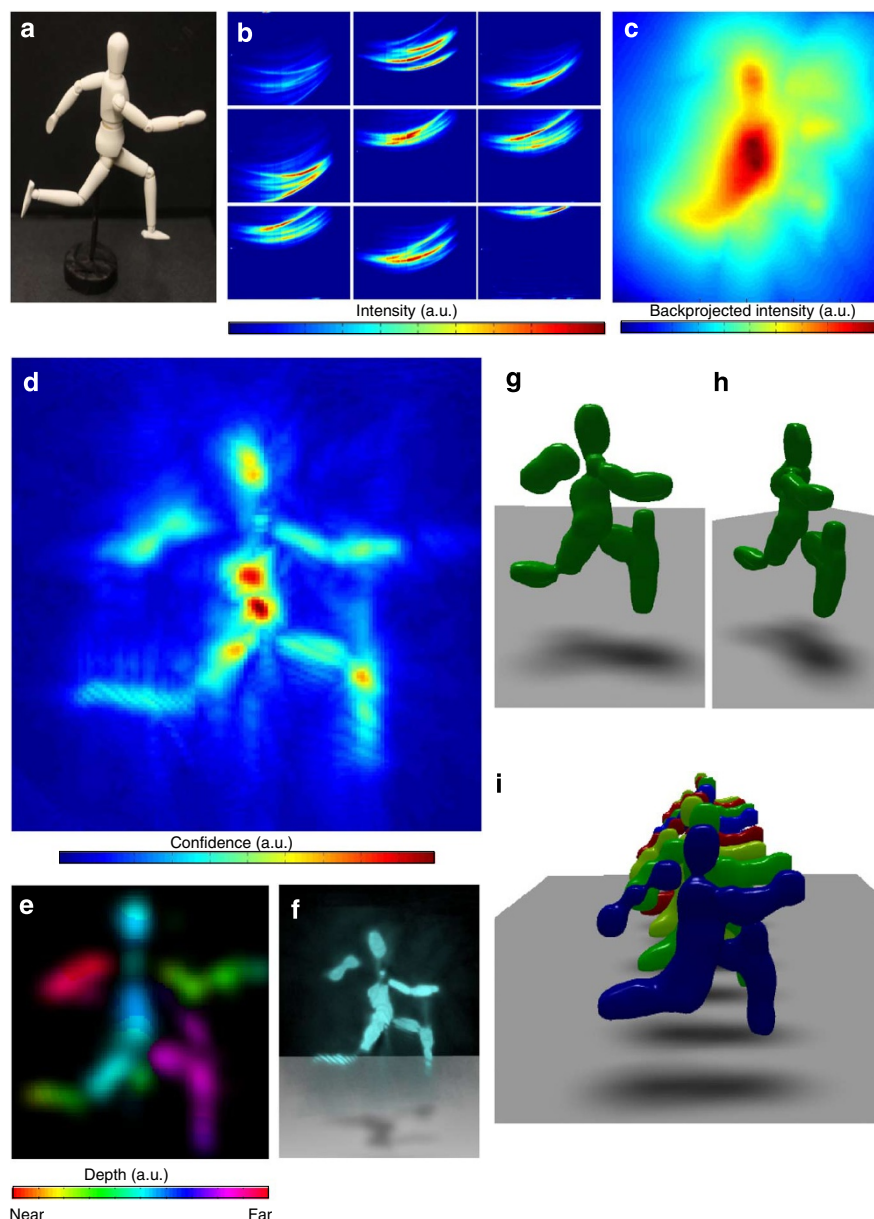 a
b
c
Intensity (a.u.)
Backprojected intensity (a.u.)
d
g
h
Confidence (a.u.)
i
e
f
Depth (a.u.)
Near
Far